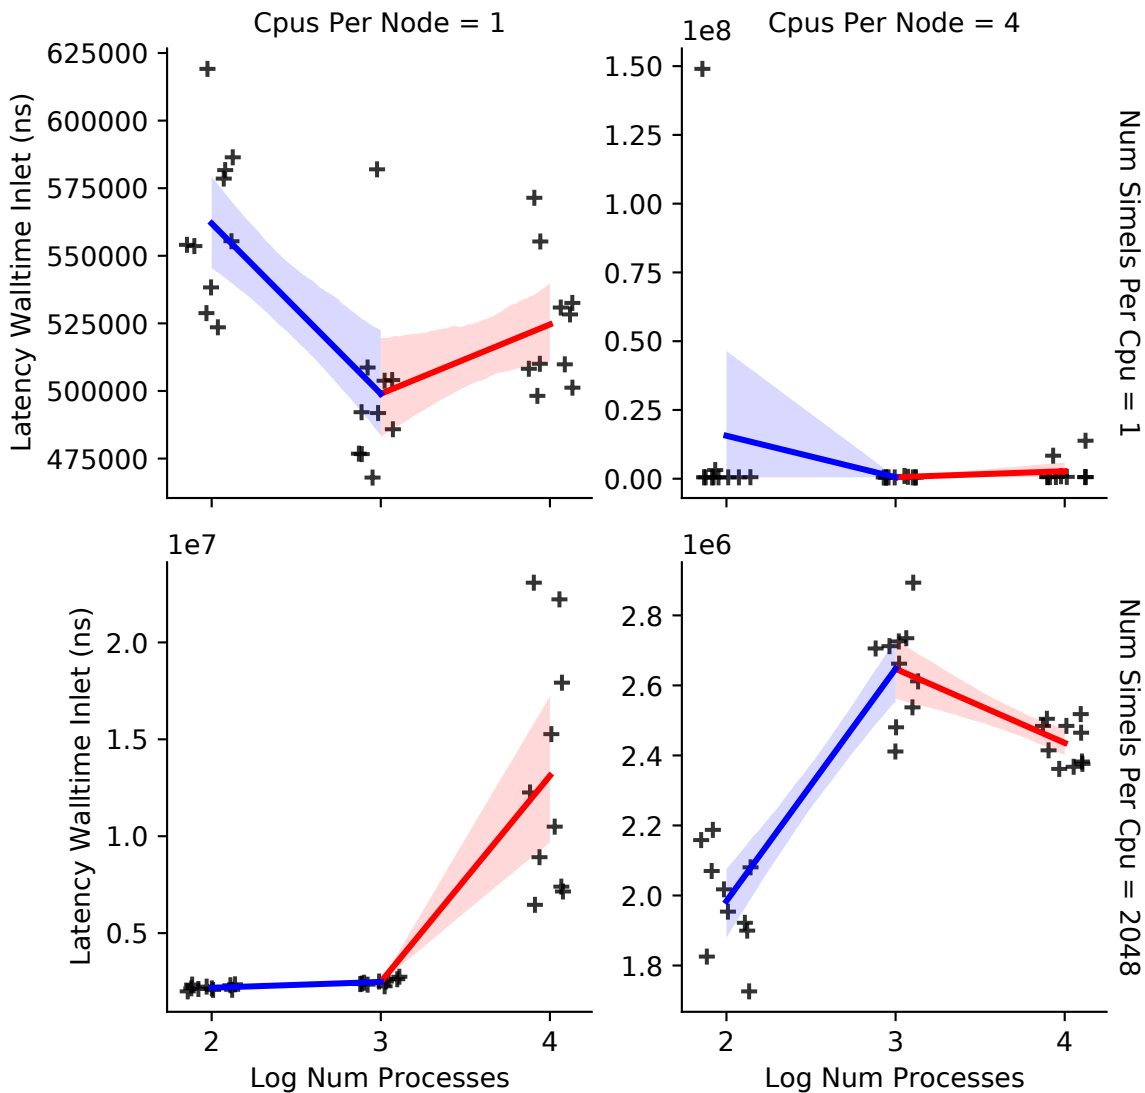 Cpus Per Node = 1
Cpus Per Node = 4
1e8
625000
600000
575000
550000
525000
500000
475000
Latency Walltime Inlet (ns)
1.50
1.25
1.00
0.75
0.50
0.25
0.00
Num Simels Per Cpu = 1
1e7
1e6
2.0
1.5
1.0
0.5
Latency Walltime Inlet (ns)
2.8
2.6
2.4
2.2
2.0
1.8
Num Simels Per Cpu = 2048
2 3 4
2 3 4
Log Num Processes
Log Num Processes